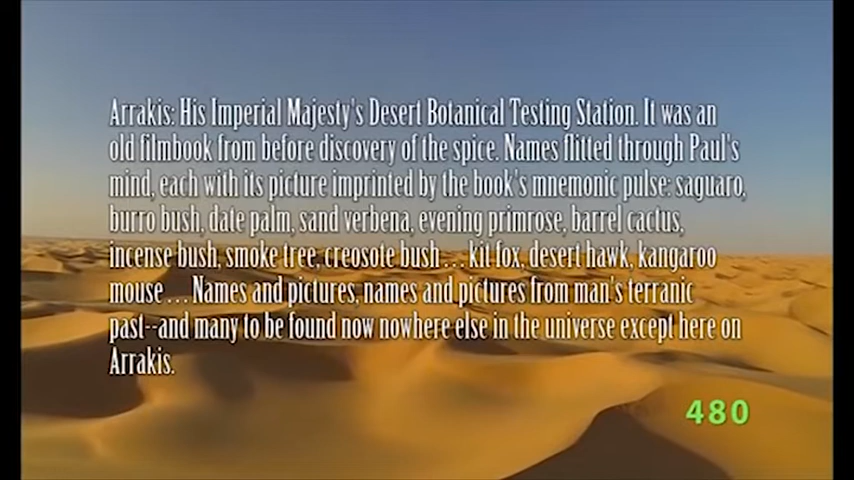 Arrakis: His Imperial Majesty's Desert Botanical Testing Station. It was an
old filmbook from before discovery of the spice. Names flitted through Paul's
mind, each with its picture imprinted by the book's mnemonic pulse: saguaro,
burro bush, date palm, sand verbena, evening primrose, barrel cactus,
incense bush, smoke tree, creosote bush . . . kit fox, desert hawk, kangaroo
mouse . . . Names and pictures, names and pictures from man's terranic
past--and many to be found now nowhere else in the universe except here on
Arrakis.
480